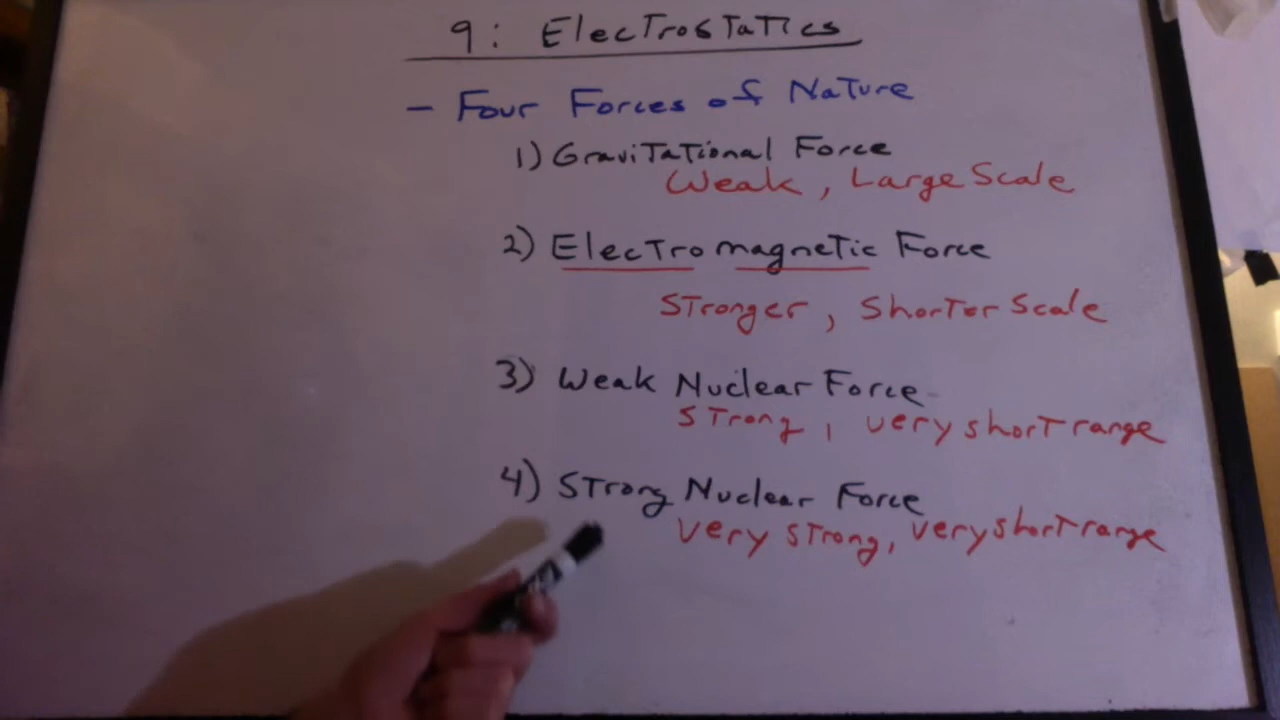 9: Electrostatics
- Four Forces of Nature
1) Gravitational Force
Weak, Large Scale
2) Electromagnetic Force
Stronger, Shorter Scale
3) Weak Nuclear Force
Strong, very short range
4) Strong Nuclear Force
Very strong, very short range